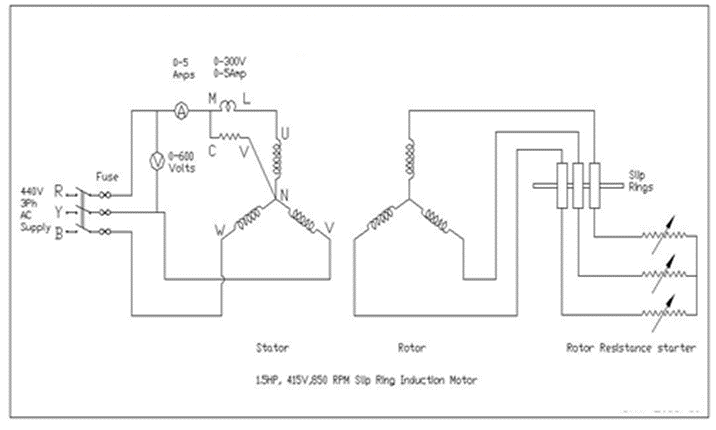 0-5
Amps
0-300V
0-5Amp
M L
A
U
C V
V
0-600
Volts
Fuse
440V
3Ph
AC
Supply
R
Y
B
N
W
V
Slip
Rings
Stator
Rotor
Rotor Resistance starter
1.5HP, 415V,850 RPM Slip Ring Induction Motor